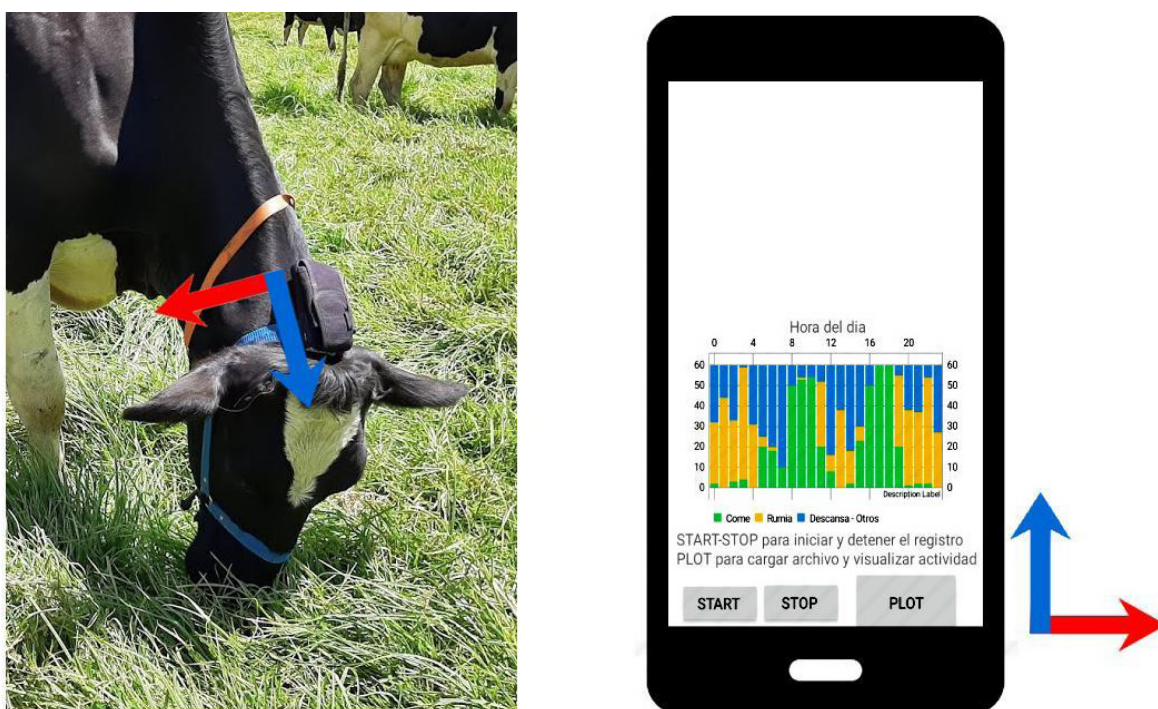 Hora del dia
0 4 8 12 16 20
60 60
50 50
40 40
30 30
20 20
10 10
0 0
Description Label
Come Rumia Descansa - Otros
START-STOP para iniciar y detener el registro
PLOT para cargar archivo y visualizar actividad
START STOP PLOT